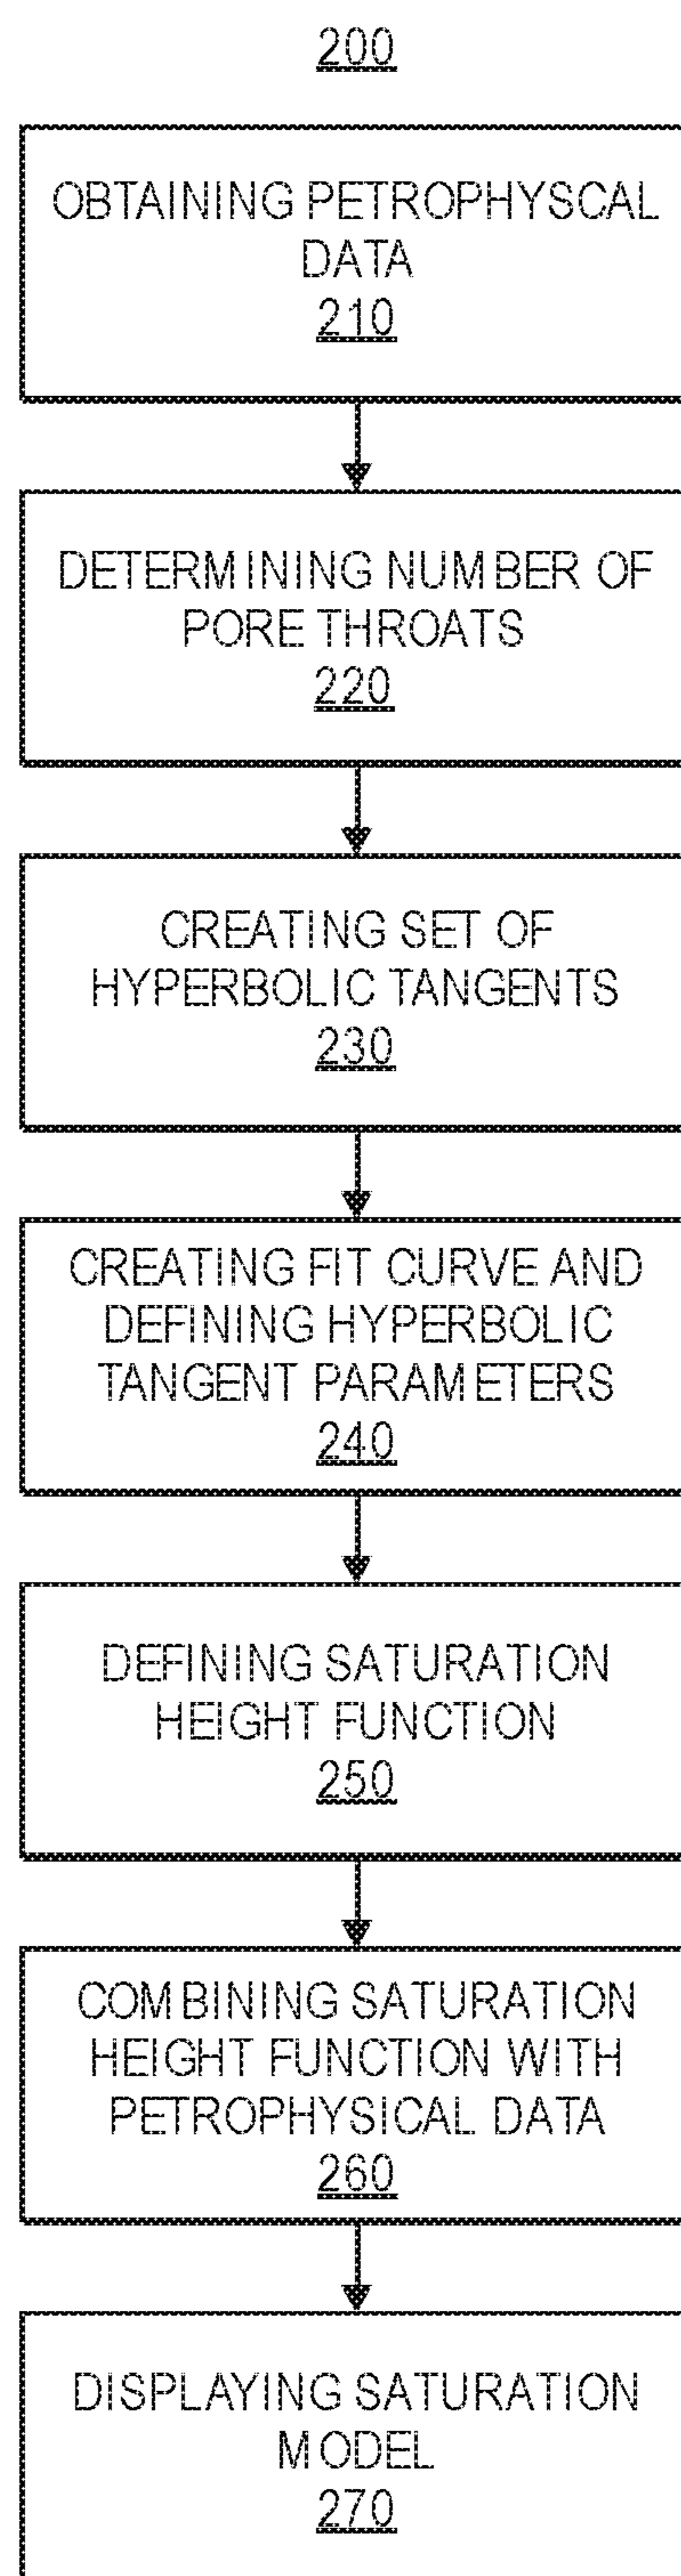 200
OBTAINING PETROPHYSCAL
DATA
210
DETERMINING NUMBER OF
PORE THROATS
220
CREATING SET OF
HYPERBOLIC TANGENTS
230
CREATING FIT CURVE AND
DEFINING HYPERBOLIC
TANGENT PARAMETERS
240
DEFINING SATURATION
HEIGHT FUNCTION
250
COMBINING SATURATION
HEIGHT FUNCTION WITH
PETROPHYSICAL DATA
260
DISPLAYING SATURATION
MODEL
270